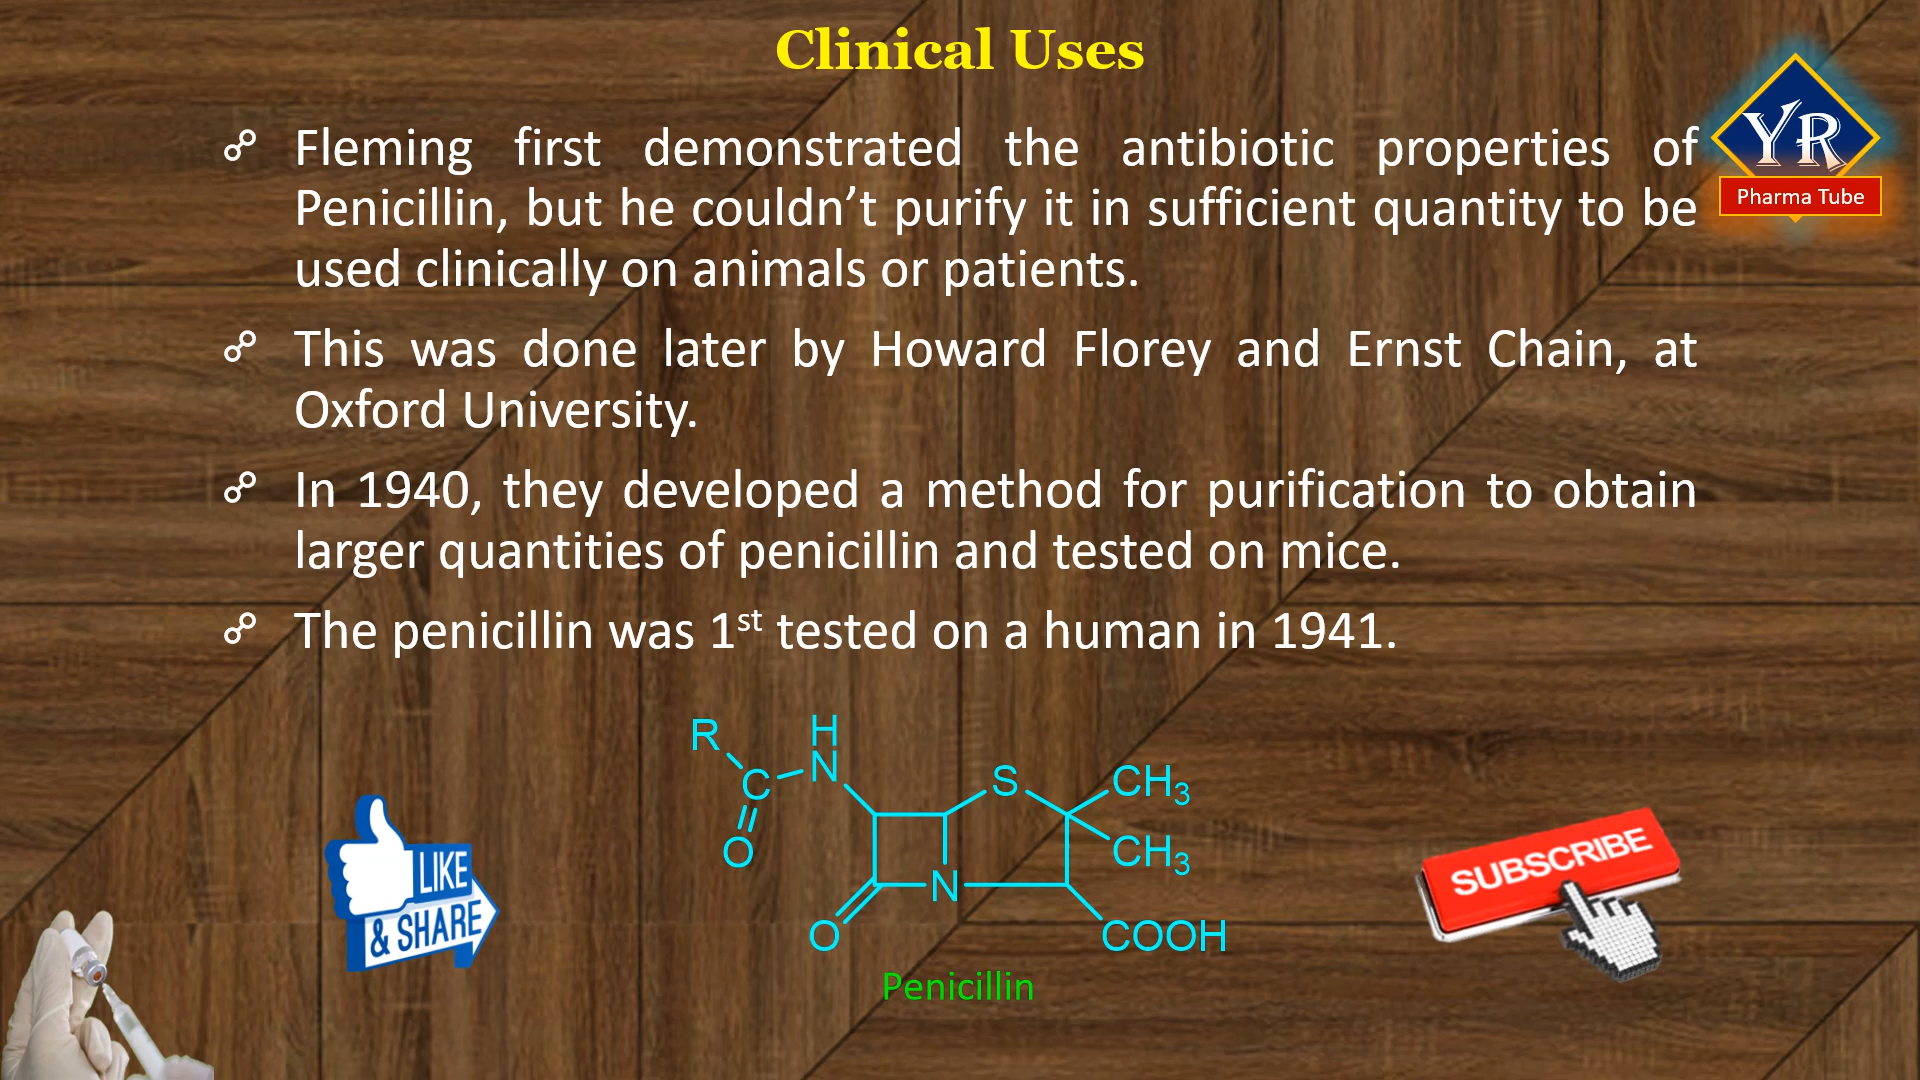 Clinical Uses
YR
Pharma Tube
Fleming first demonstrated the antibiotic properties of
Penicillin, but he couldn’t purify it in sufficient quantity to be
used clinically on animals or patients.
This was done later by Howard Florey and Ernst Chain, at
Oxford University.
In 1940, they developed a method for purification to obtain
larger quantities of penicillin and tested on mice.
The penicillin was 1st tested on a human in 1941.
R
H
N
C
O
S
CH3
CH3
N
O
COOH
Penicillin
LIKE
& SHARE
SUBSCRIBE